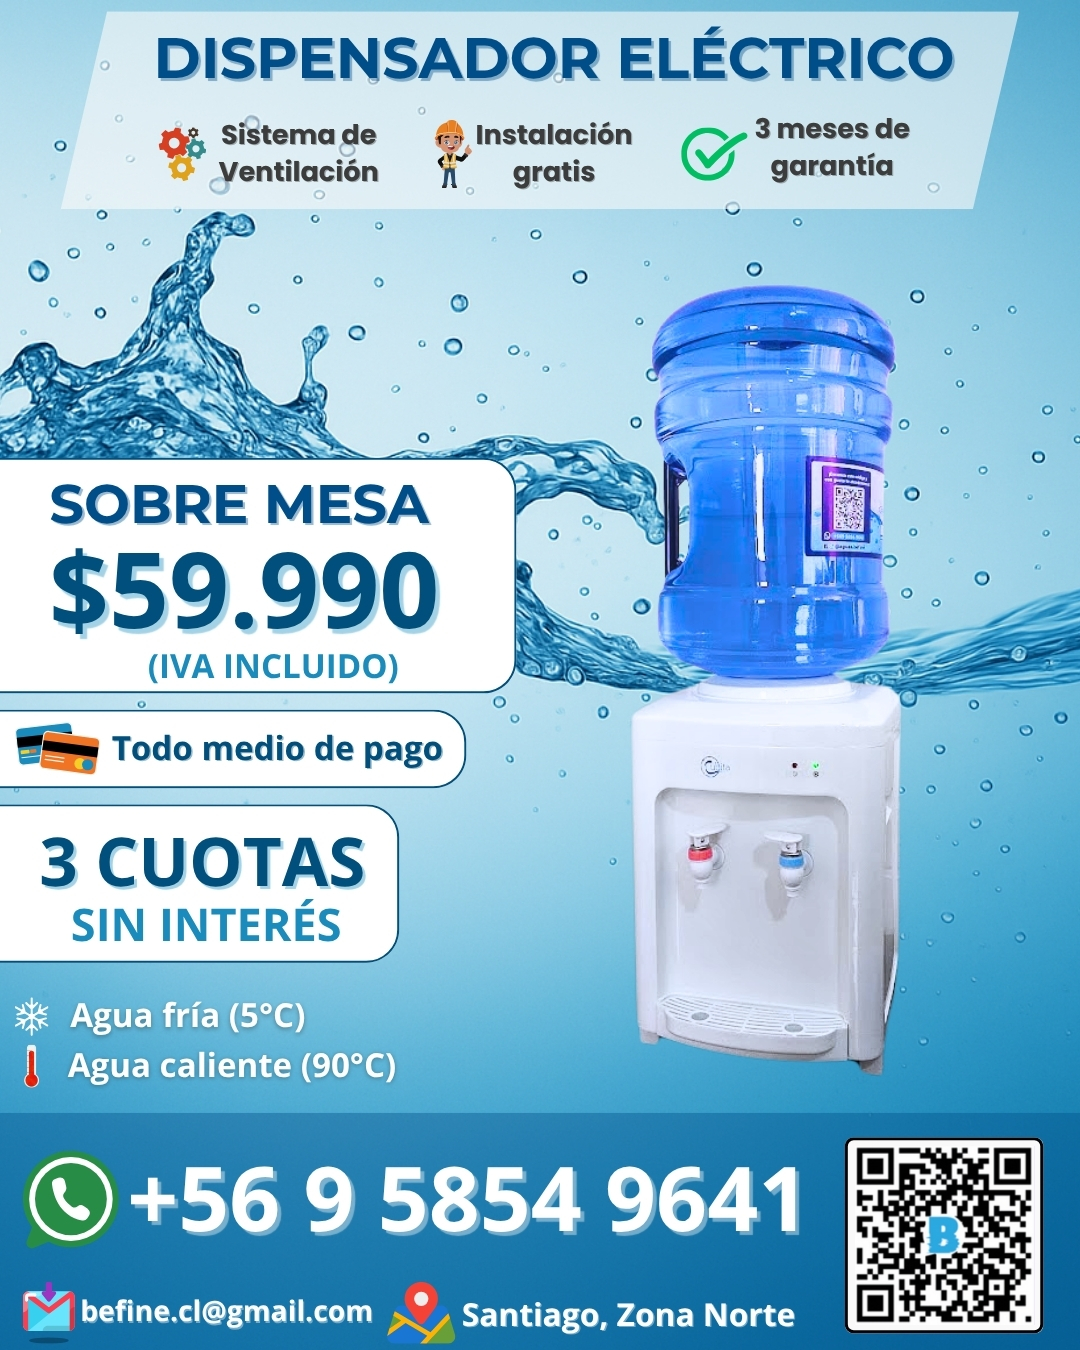 DISPENSADOR ELÉCTRICO
Sistema de
Ventilación
Instalación
gratis
3 meses de
garantía
SOBRE MESA
$59.990
(IVA INCLUIDO)
Todo medio de pago
3 CUOTAS
SIN INTERÉS
Agua fría (5°C)
Agua caliente (90°C)
+56 9 5854 9641
B
befine.cl@gmail.com
Santiago, Zona Norte